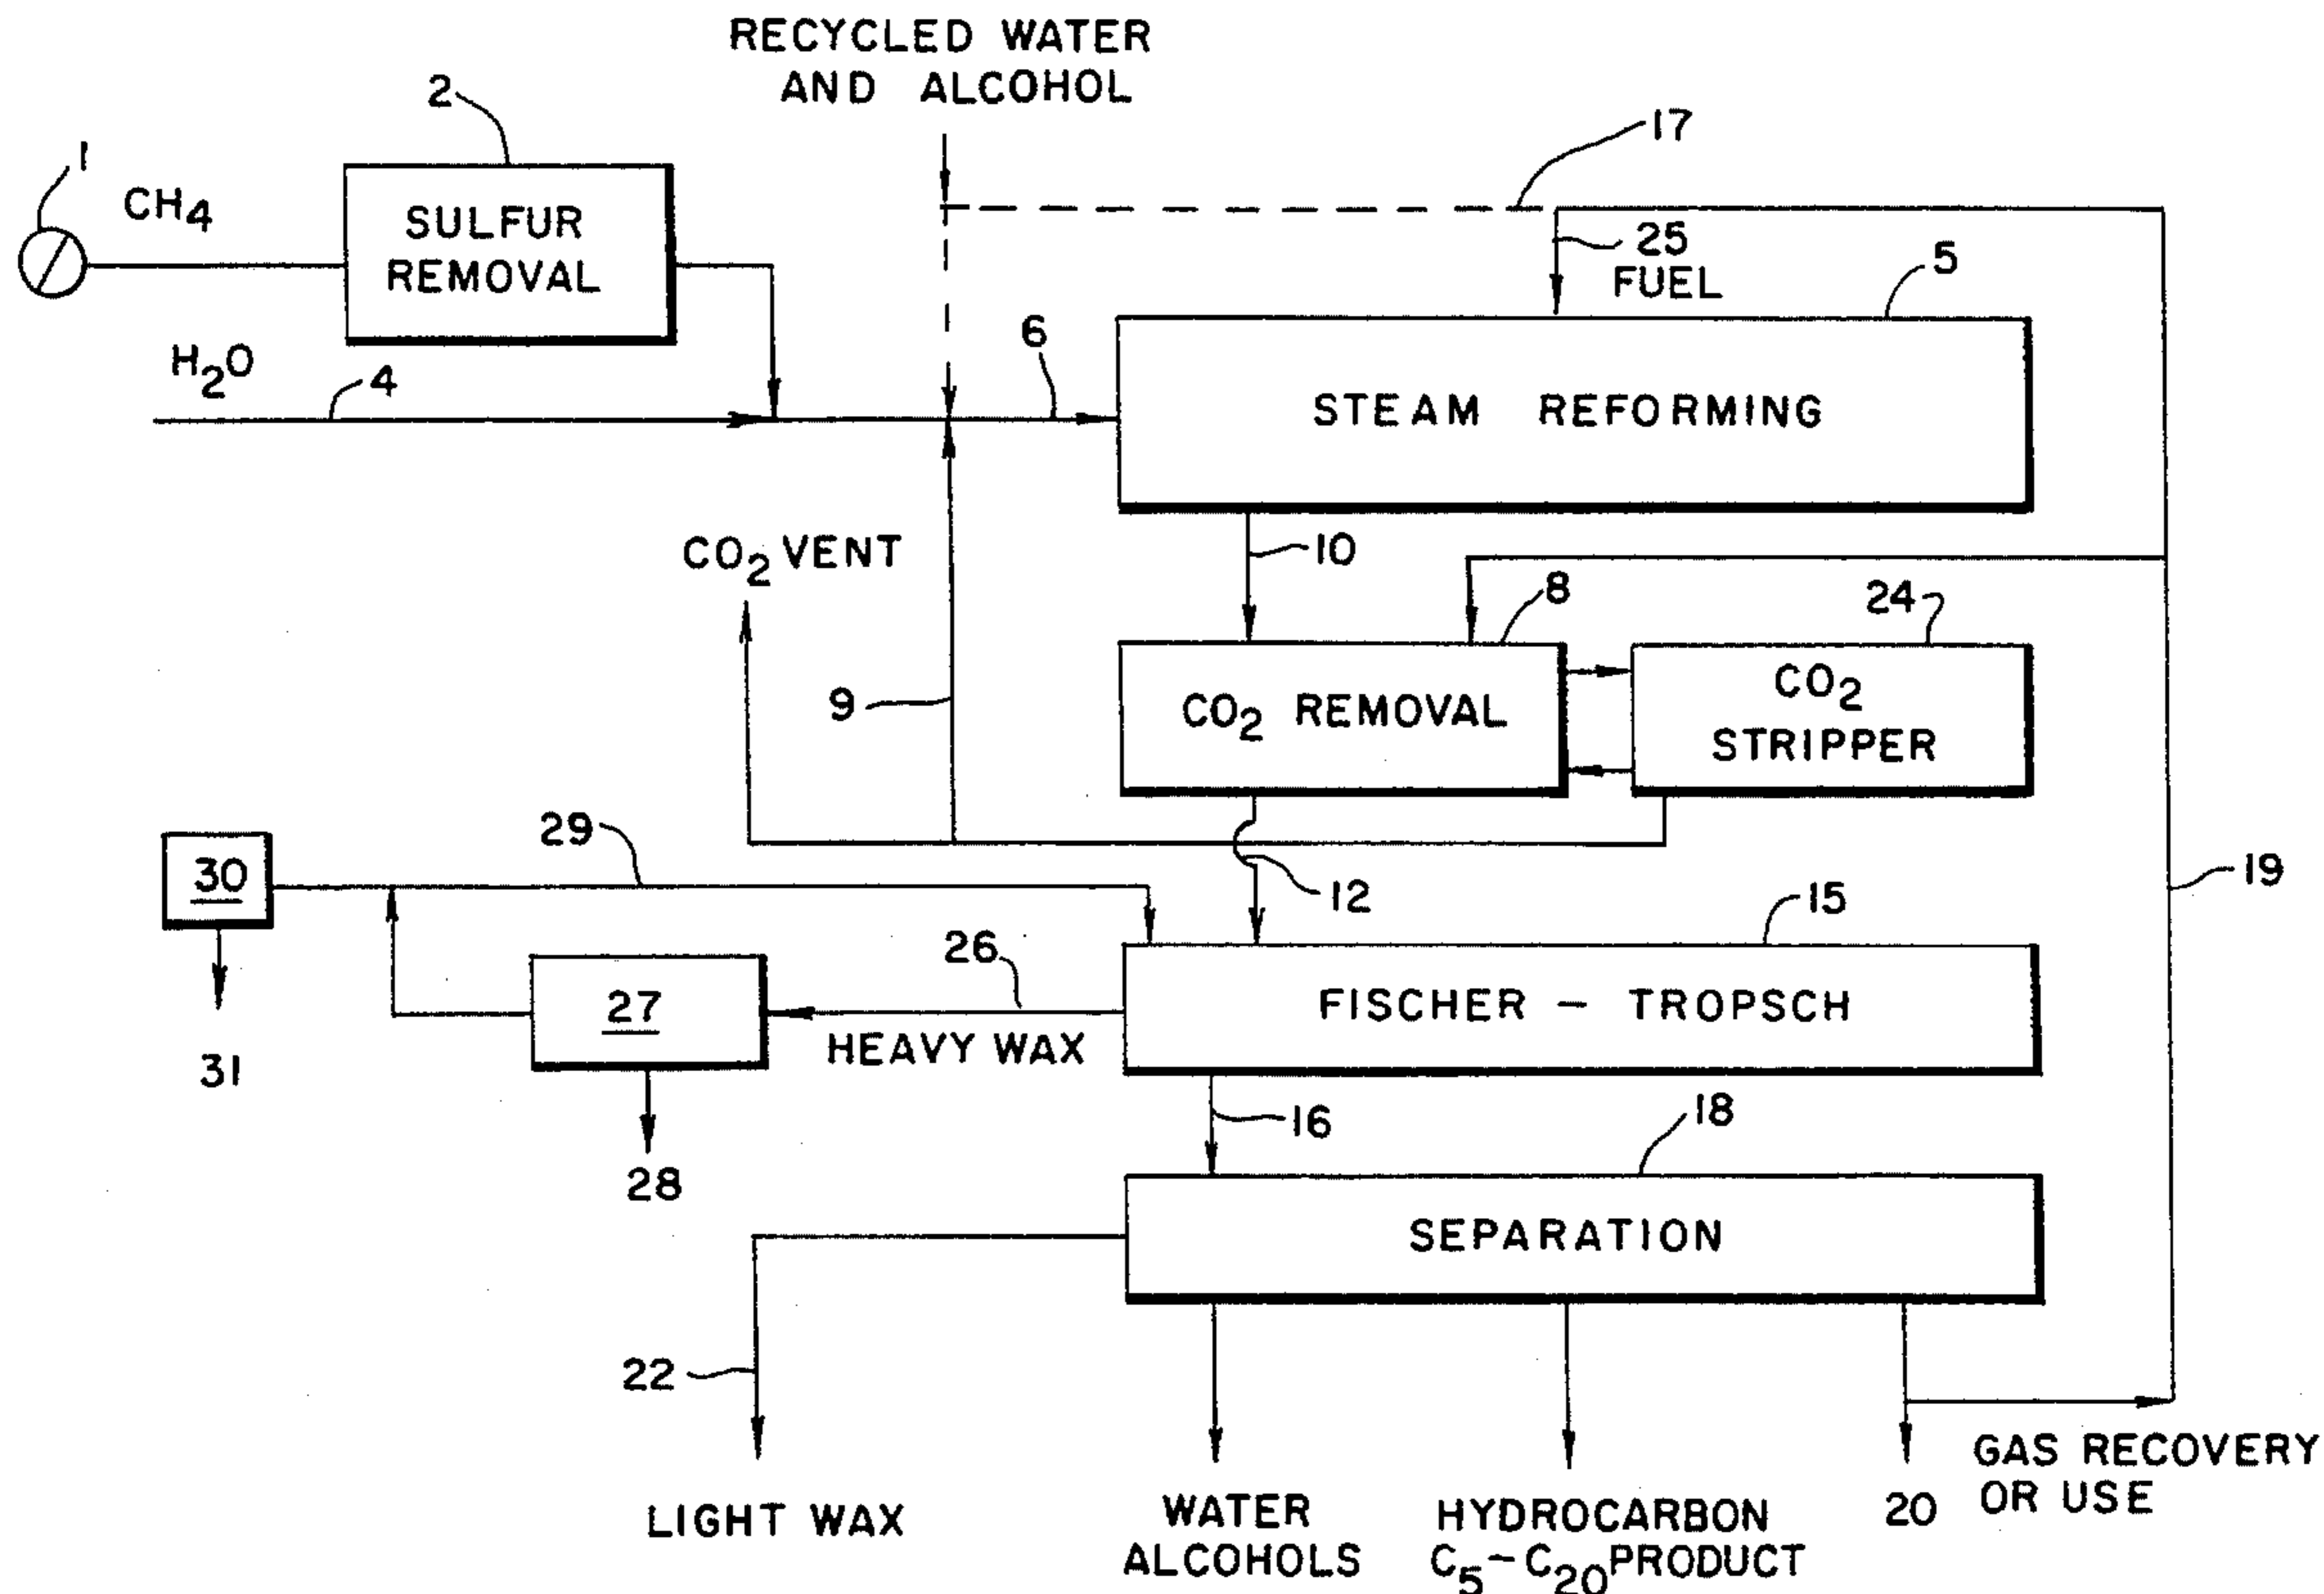 RECYCLED WATER
AND ALCOHOL
2
17
1
CH4
SULFUR
REMOVAL
25
FUEL
5
H2O
4
6
STEAM REFORMING
CO2 VENT
10
8
24
9
CO2 REMOVAL
CO2
STRIPPER
29
30
12
15
19
26
27
FISCHER - TROPSCH
HEAVY WAX
31
16
18
28
SEPARATION
22
GAS RECOVERY
OR USE
20
LIGHT WAX
WATER
ALCOHOLS
HYDROCARBON
C5-C20 PRODUCT